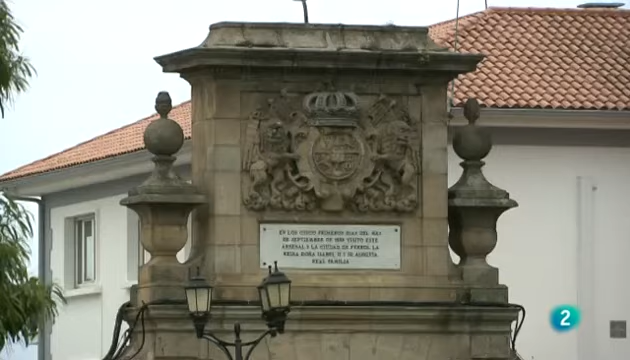 EN LOS CINCO PRIMEROS DIAS DEL MES
DE SEPTIEMBRE DE 1858 VISITO ESTE
ARSENAL Y LA CIUDAD DE FERROL LA
REINA DOÑA ISABEL II Y SU AUGUSTA
REAL FAMILIA
2